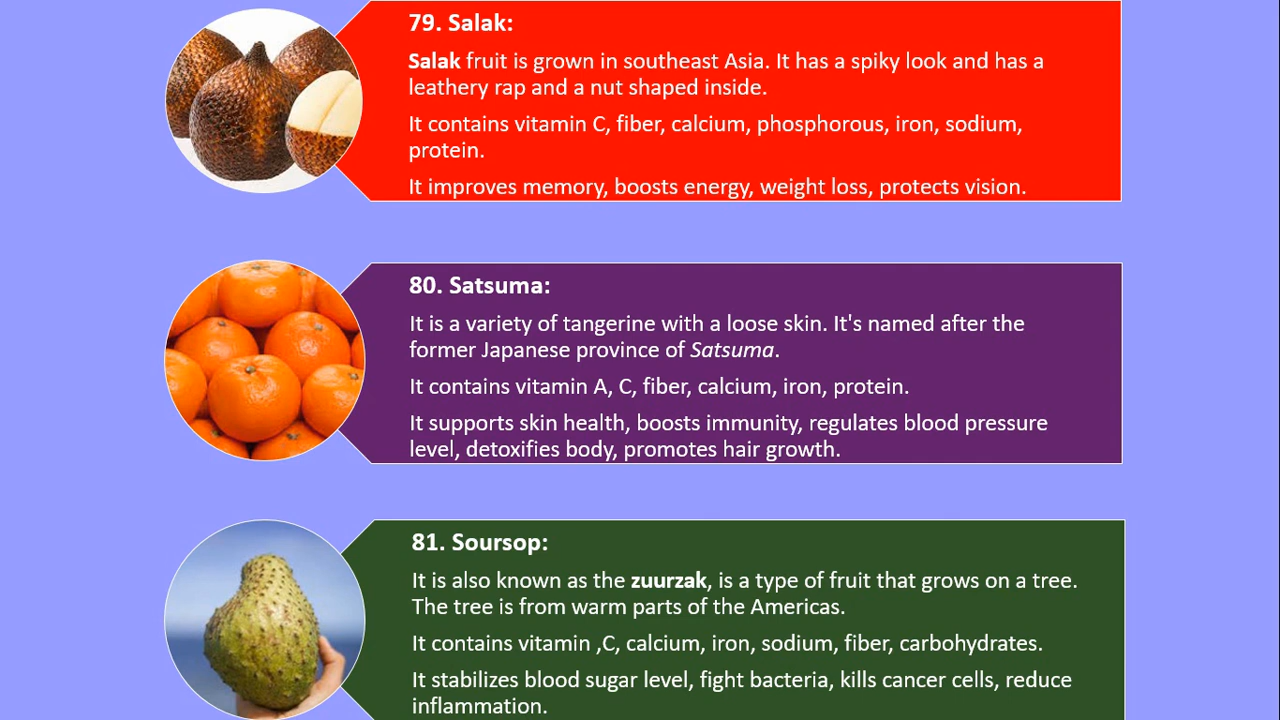 79. Salak:
Salak fruit is grown in southeast Asia. It has a spiky look and has a
leathery rap and a nut shaped inside.
It contains vitamin C, fiber, calcium, phosphorous, iron, sodium,
protein.
It improves memory, boosts energy, weight loss, protects vision.
80. Satsuma:
It is a variety of tangerine with a loose skin. It's named after the
former Japanese province of Satsuma.
It contains vitamin A, C, fiber, calcium, iron, protein.
It supports skin health, boosts immunity, regulates blood pressure
level, detoxifies body, promotes hair growth.
81. Soursop:
It is also known as the zuurzak, is a type of fruit that grows on a tree.
The tree is from warm parts of the Americas.
It contains vitamin ,C, calcium, iron, sodium, fiber, carbohydrates.
It stabilizes blood sugar level, fight bacteria, kills cancer cells, reduce
inflammation.